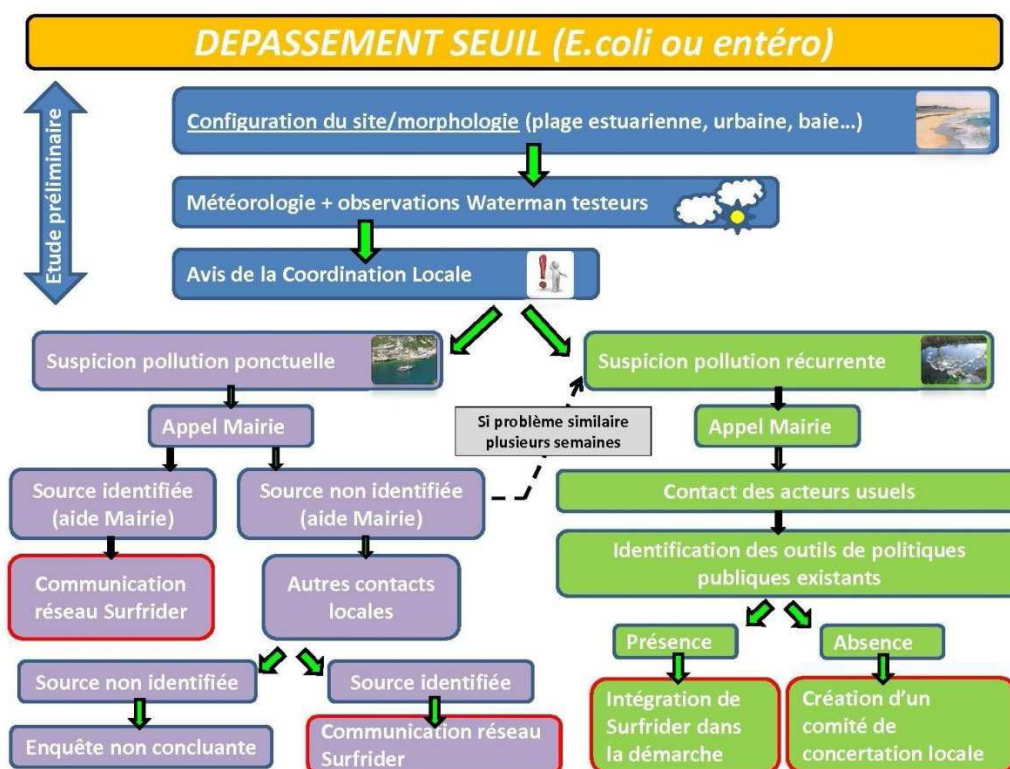 DEPASSEMENT SEUIL (E.coli ou entéro)
Etude préliminaire
Configuration du site/morphologie (plage estuarienne, urbaine, baie...)
Météorologie + observations Waterman testeurs
Avis de la Coordination Locale
Suspicion pollution ponctuelle
Suspicion pollution récurrente
Appel Mairie
Si problème similaire
plusieurs semaines
Appel Mairie
Source identifiée
(aide Mairie)
Source non identifiée
(aide Mairie)
Contact des acteurs usuels
Communication
réseau Surfrider
Autres contacts
locales
Identification des outils de politiques
publiques existants
Présence
Absence
Source non identifiée
Source identifiée
Enquête non concluante
Communication réseau
Surfrider
Intégration de
Surfrider dans
la démarche
Création d'un
comité de
concertation locale